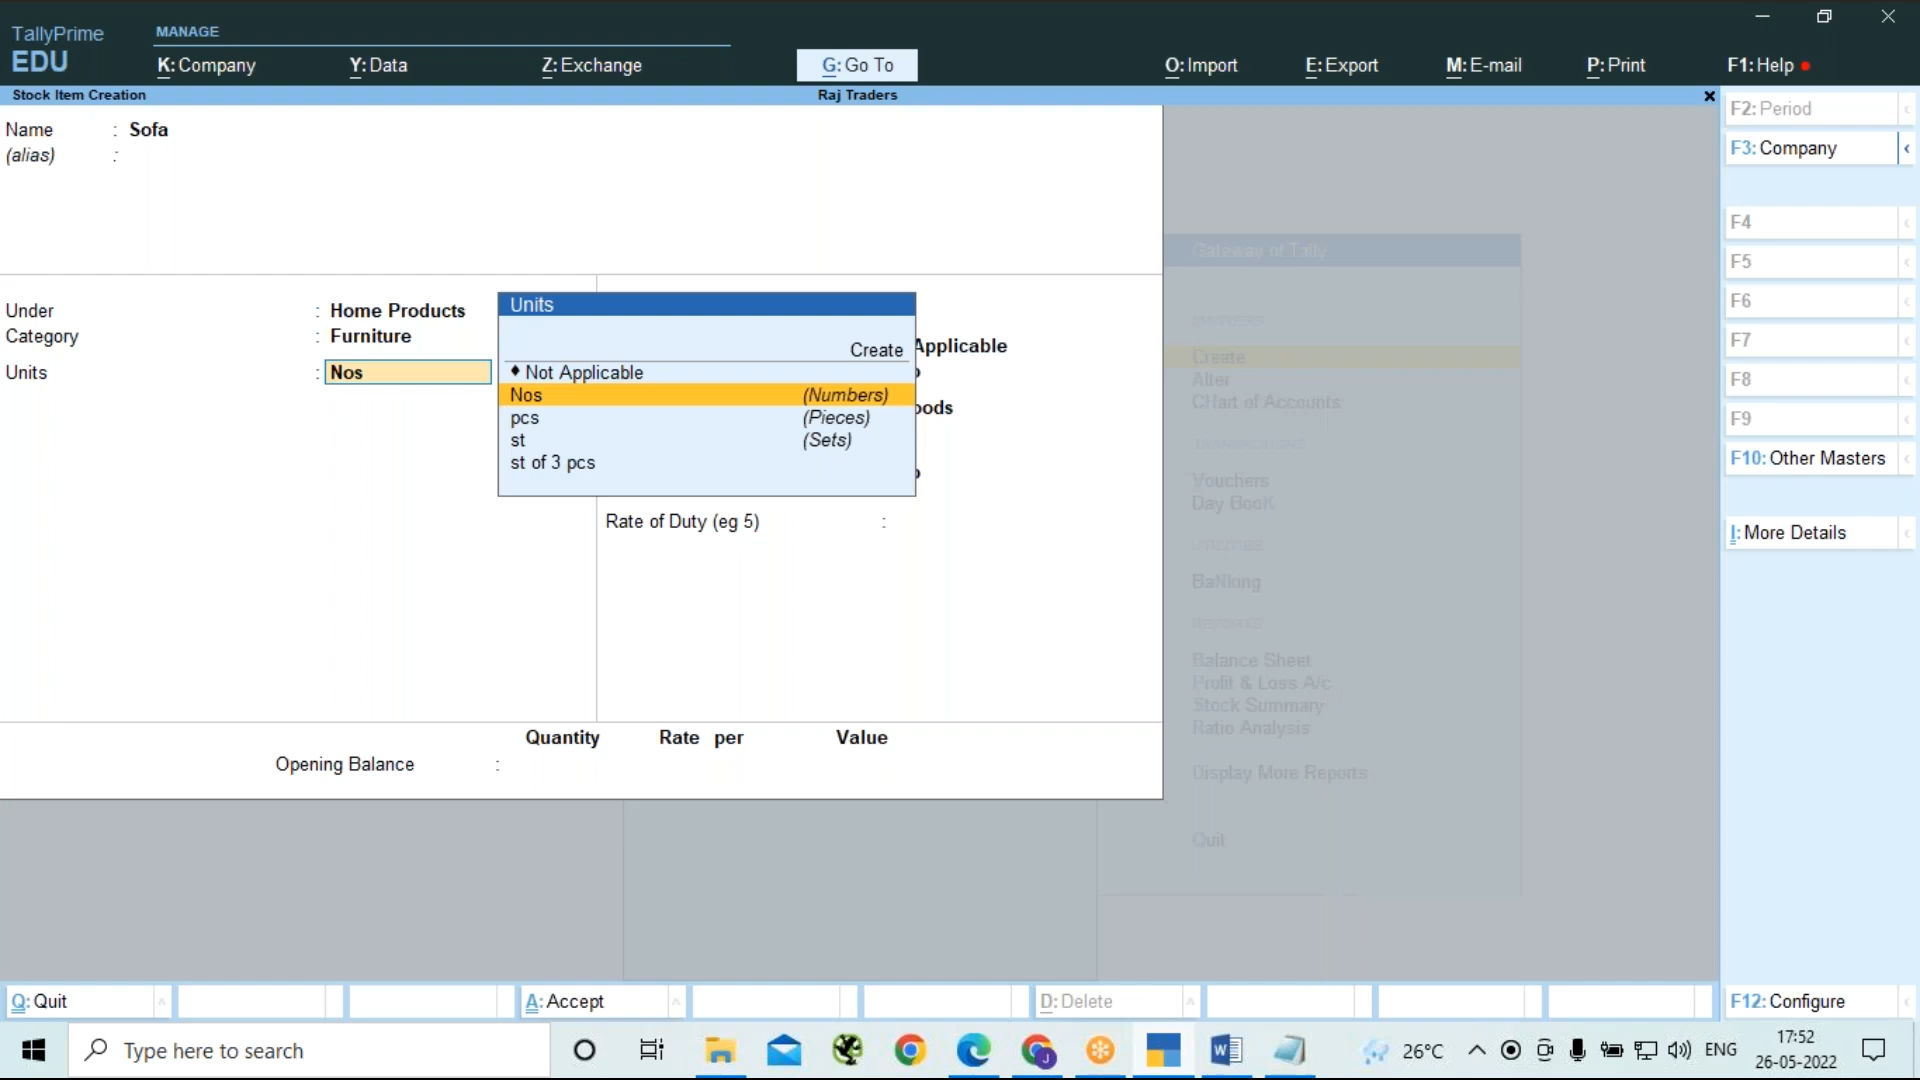 TallyPrime
EDU
MANAGE
K: Company
Y: Data
Z: Exchange
G: Go To
O: Import
E: Export
M: E-mail
P: Print
F1: Help
Stock Item Creation
Raj Traders
Name : Sofa
(alias) :
Under : Home Products
Category : Furniture
Units : Nos
Units
Create
♦ Not Applicable
Nos (Numbers)
pcs (Pieces)
st (Sets)
st of 3 pcs
Applicable
oods
Rate of Duty (eg 5) :
Quantity Rate per Value
Opening Balance :
Gateway of Tally
MASTERS
Create
Alter
CHart of Accounts
TRANSACTIONS
Vouchers
Day BooK
UTILITIES
BaNking
REPORTS
Balance Sheet
Profit & Loss A/c
Stock Summary
Ratio Analysis
Display More Reports
Quit
F2: Period
F3: Company
F4
F5
F6
F7
F8
F9
F10: Other Masters
I: More Details
F12: Configure
Q: Quit
A: Accept
D: Delete
Type here to search
26°C
ENG
17:52
26-05-2022